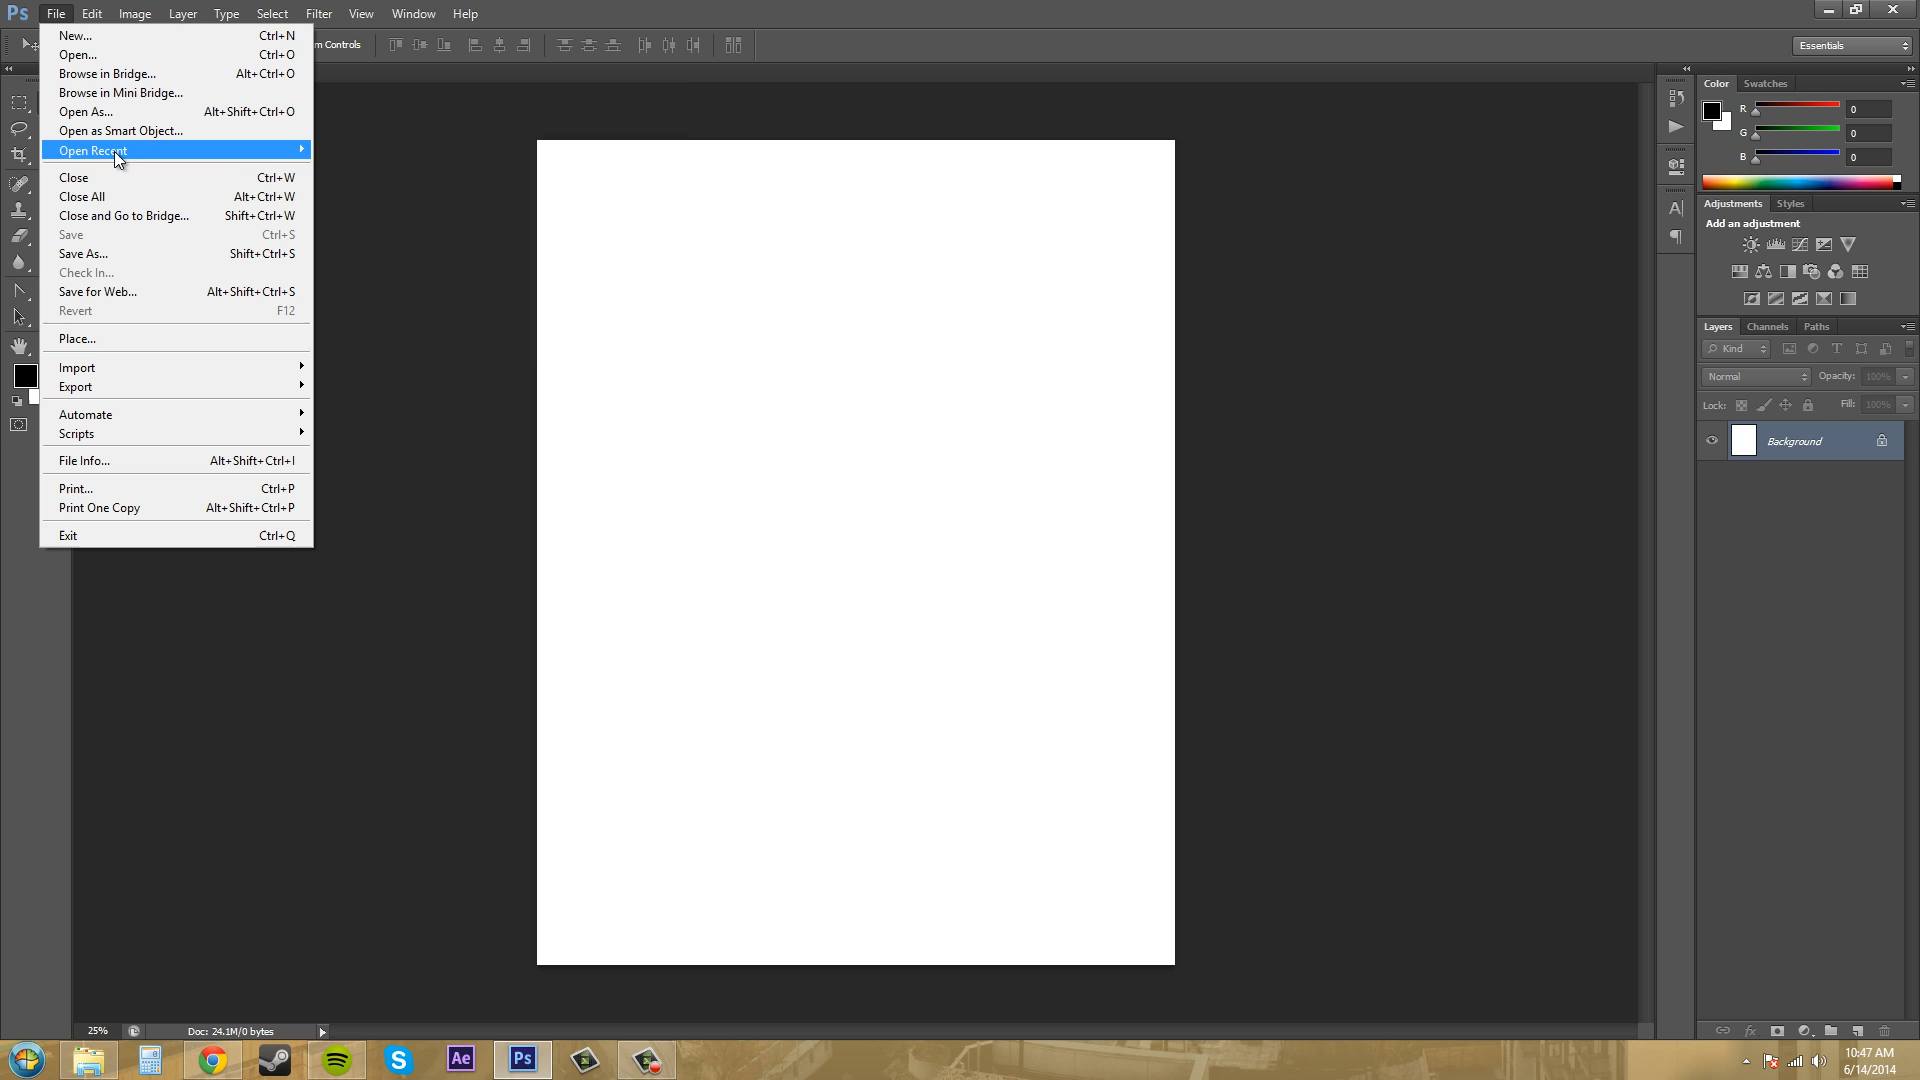 Ps File Edit Image Layer Type Select Filter View Window Help
m Controls
Essentials
New... Ctrl+N
Open... Ctrl+O
Browse in Bridge... Alt+Ctrl+O
Browse in Mini Bridge...
Open As... Alt+Shift+Ctrl+O
Open as Smart Object...
Open Recent
Close Ctrl+W
Close All Alt+Ctrl+W
Close and Go to Bridge... Shift+Ctrl+W
Save Ctrl+S
Save As... Shift+Ctrl+S
Check In...
Save for Web... Alt+Shift+Ctrl+S
Revert F12
Place...
Import
Export
Automate
Scripts
File Info... Alt+Shift+Ctrl+I
Print... Ctrl+P
Print One Copy Alt+Shift+Ctrl+P
Exit Ctrl+Q
Color Swatches
R 0
G 0
B 0
Adjustments Styles
Add an adjustment
Layers Channels Paths
Kind
Normal Opacity: 100%
Lock: Fill: 100%
Background
25% Doc: 24.1M/0 bytes
Ae Ps
10:47 AM
6/14/2014